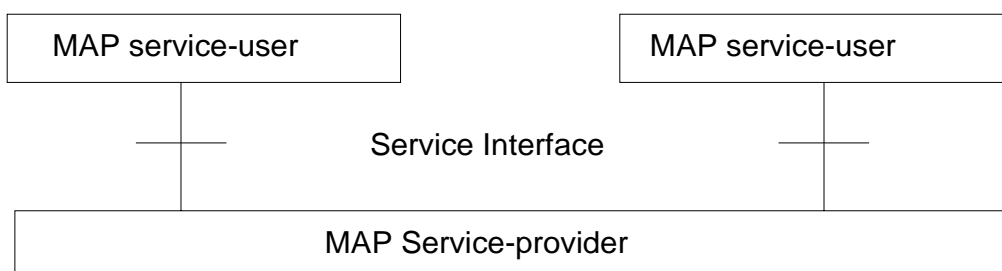 MAP service-user
MAP service-user
Service Interface
MAP Service-provider